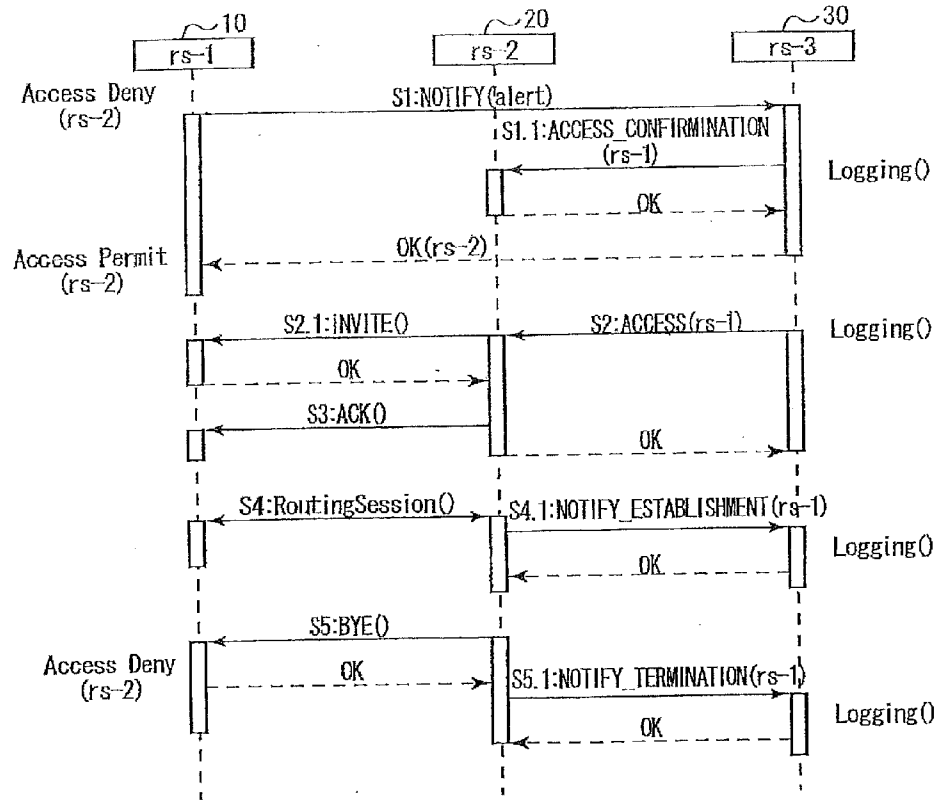 10
20
30
rs-1
rs-2
rs-3
Access Deny
(rs-2)
S1:NOTIFY(alert)
S1.1:ACCESS_CONFIRMINATION
(rs-1)
Logging()
OK
OK(rs-2)
Access Permit
(rs-2)
S2.1:INVITE()
S2:ACCESS(rs-1)
Logging()
OK
S3:ACK()
OK
S4:RoutingSession()
S4.1:NOTIFY_ESTABLISHMENT(rs-1)
Logging()
OK
S5:BYE()
Access Deny
(rs-2)
OK
S5.1:NOTIFY_TERMINATION(rs-1)
Logging()
OK